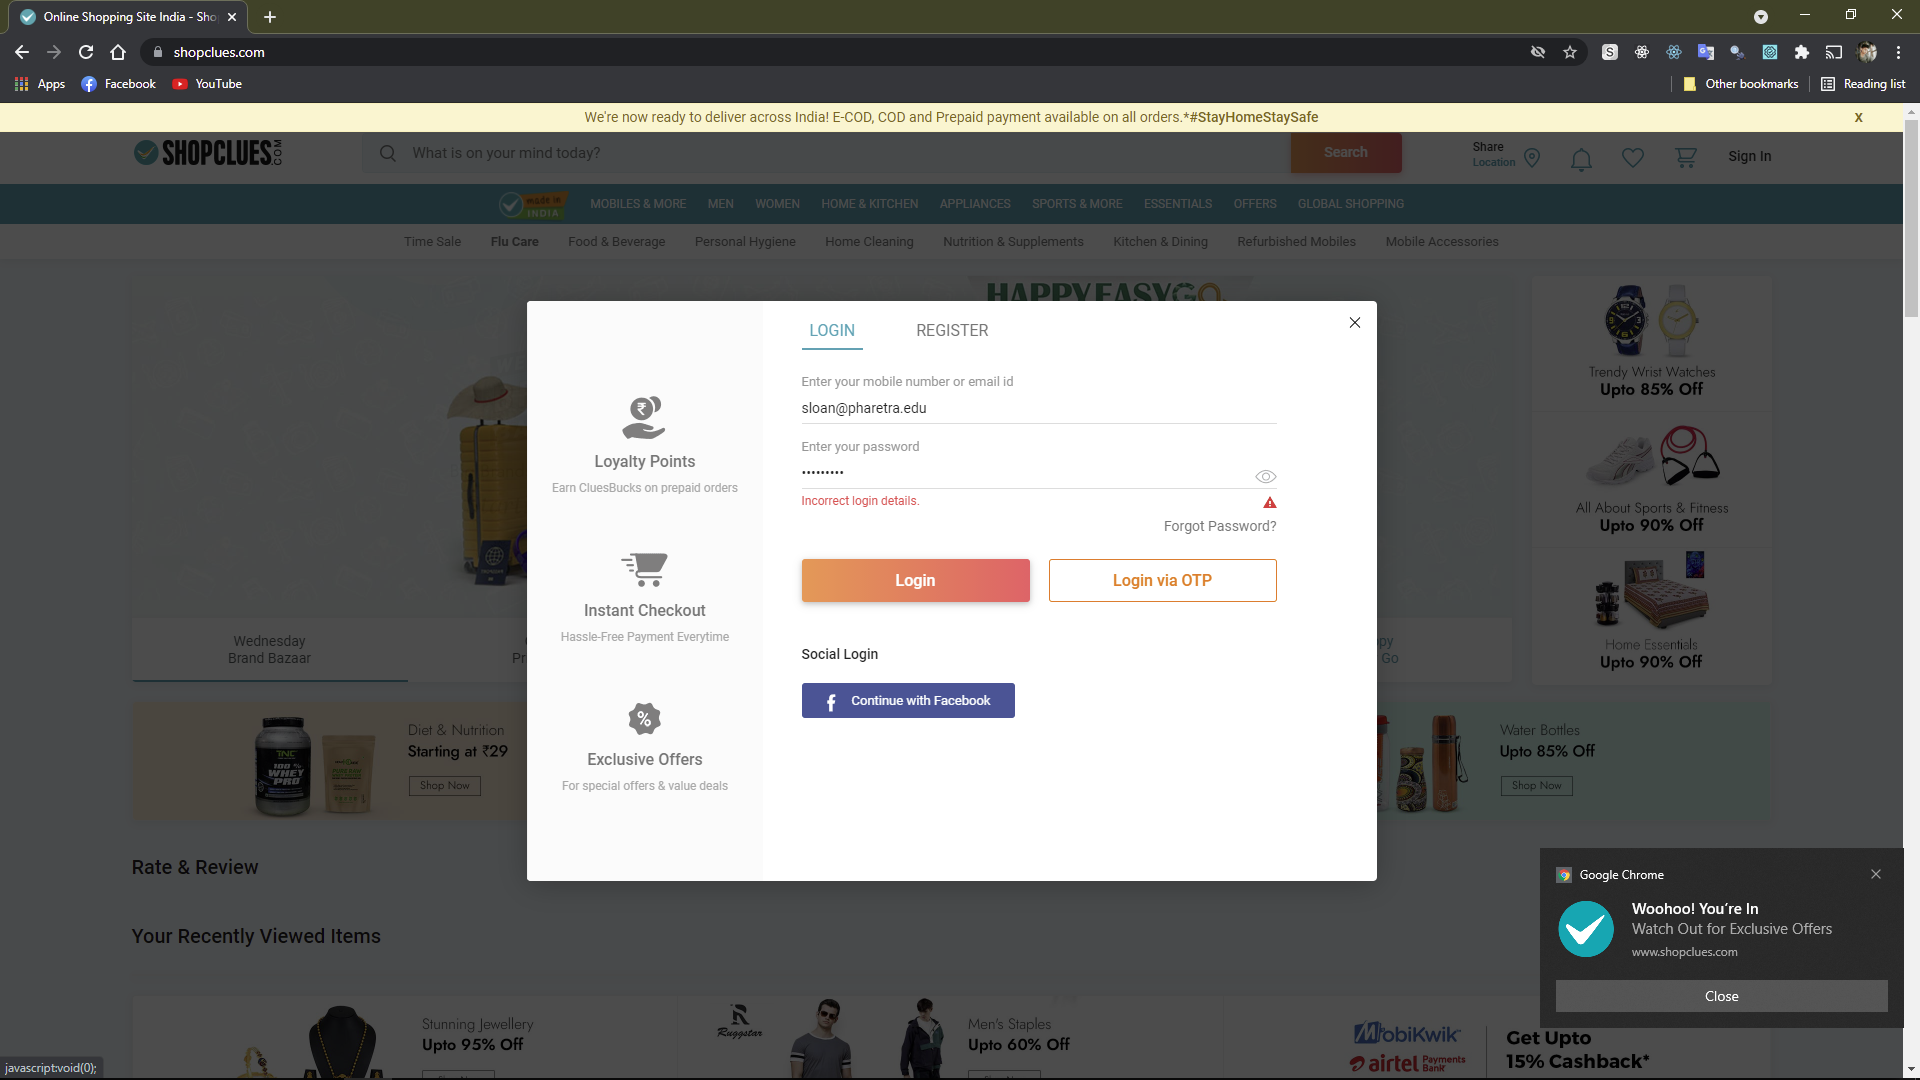 Online Shopping Site India - Sho
shopclues.com
Apps
Facebook
YouTube
Other bookmarks
Reading list
We're now ready to deliver across India! E-COD, COD and Prepaid payment available on all orders.*#StayHomeStaySafe
X
SHOPCLUES.COM
What is on your mind today?
Search
Share
Location
Sign In
made in
INDIA
MOBILES & MORE
MEN
WOMEN
HOME & KITCHEN
APPLIANCES
SPORTS & MORE
ESSENTIALS
OFFERS
GLOBAL SHOPPING
Time Sale
Flu Care
Food & Beverage
Personal Hygiene
Home Cleaning
Nutrition & Supplements
Kitchen & Dining
Refurbished Mobiles
Mobile Accessories
HAPPYEASYGO
LOGIN
REGISTER
Enter your mobile number or email id
sloan@pharetra.edu
Enter your password
•••••••••
Incorrect login details.
Forgot Password?
Login
Login via OTP
Social Login
Continue with Facebook
Loyalty Points
Earn CluesBucks on prepaid orders
Instant Checkout
Hassle-Free Payment Everytime
Exclusive Offers
For special offers & value deals
Trendy Wrist Watches
Upto 85% Off
All About Sports & Fitness
Upto 90% Off
Home Essentials
Upto 90% Off
Wednesday
Brand Bazaar
Pr
ppy
Go
Diet & Nutrition
Starting at ₹29
Shop Now
TNC
100%
WHEY
PRO
Water Bottles
Upto 85% Off
Shop Now
Rate & Review
Your Recently Viewed Items
Stunning Jewellery
Upto 95% Off
Ruggstar
Men's Staples
Upto 60% Off
MobiKwik
airtel Payments Bank
Get Upto
15% Cashback*
Google Chrome
Woohoo! You're In
Watch Out for Exclusive Offers
www.shopclues.com
Close
javascript:void(0);